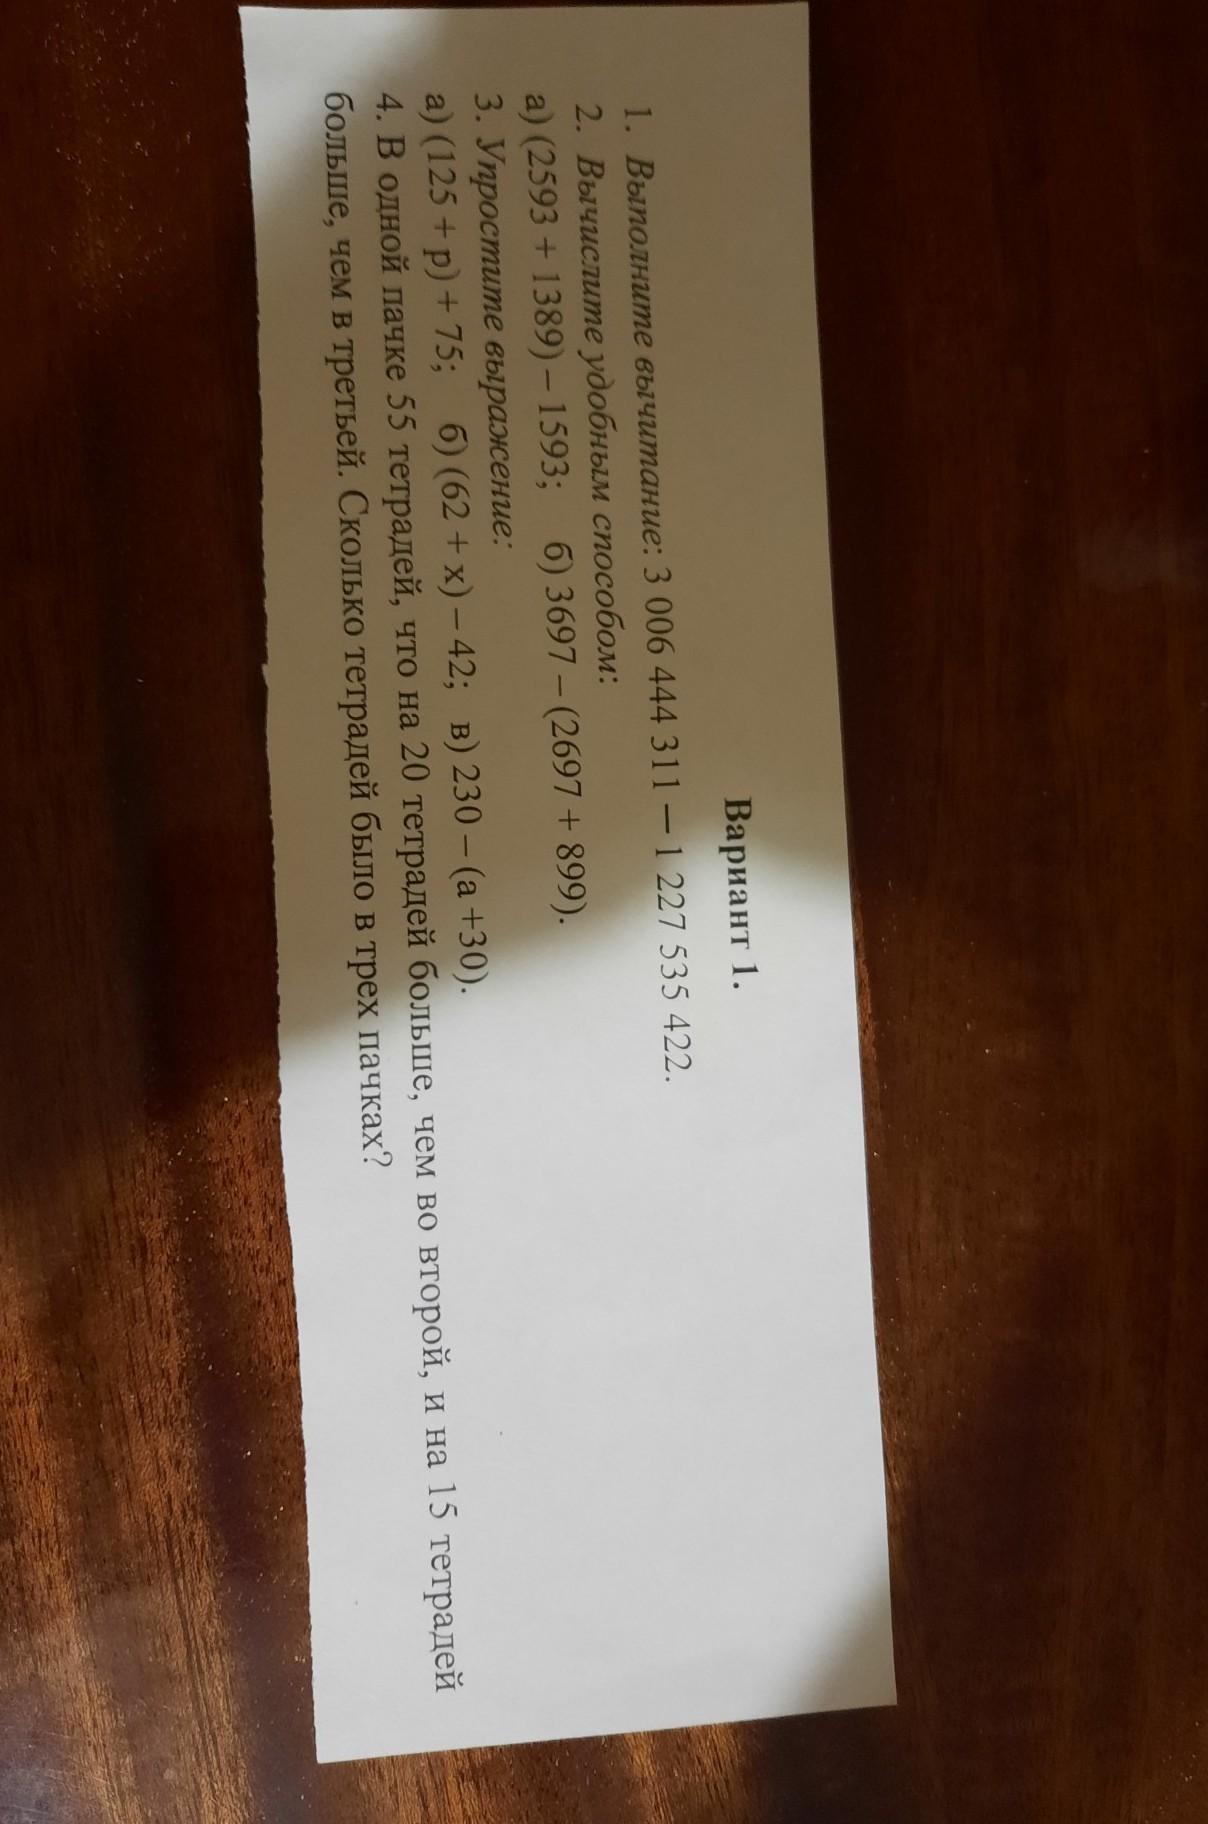 Вариант 1.
1. Выполните вычитание: 3 006 444 311 – 1 227 535 422.
2. Вычислите удобным способом:
а) (2593 + 1389) – 1593; б) 3697 – (2697 + 899).
3. Упростите выражение:
а) (125 + p) + 75; б) (62 + x) – 42; в) 230 – (a +30).
4. В одной пачке 55 тетрадей, что на 20 тетрадей больше, чем во второй, и на 15 тетрадей
больше, чем в третьей. Сколько тетрадей было в трех пачках?